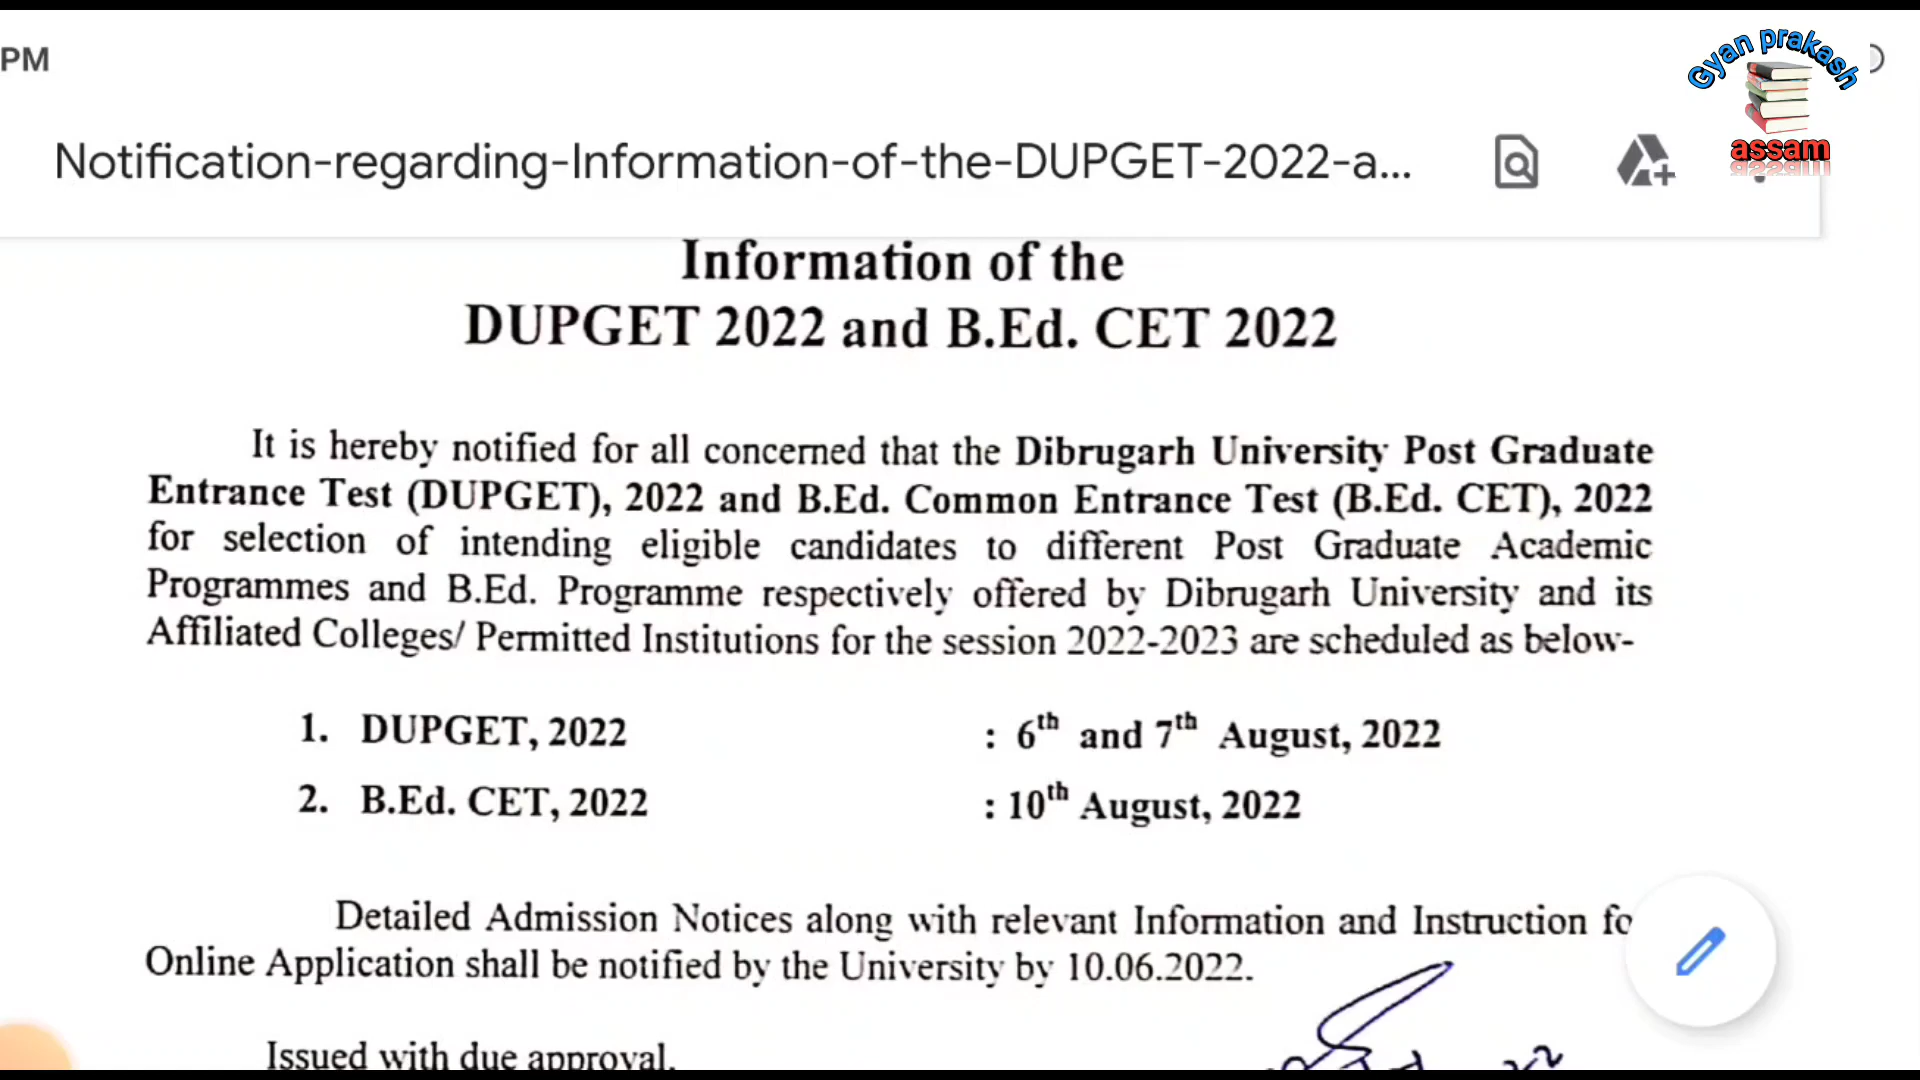 PM
Gyan prakash
assam
Notification-regarding-Information-of-the-DUPGET-2022-a...
Information of the
DUPGET 2022 and B.Ed. CET 2022
It is hereby notified for all concerned that the Dibrugarh University Post Graduate
Entrance Test (DUPGET), 2022 and B.Ed. Common Entrance Test (B.Ed. CET), 2022
for selection of intending eligible candidates to different Post Graduate Academic
Programmes and B.Ed. Programme respectively offered by Dibrugarh University and its
Affiliated Colleges/ Permitted Institutions for the session 2022-2023 are scheduled as below-
1. DUPGET, 2022 : 6th and 7th August, 2022
2. B.Ed. CET, 2022 : 10th August, 2022
Detailed Admission Notices along with relevant Information and Instruction fo
Online Application shall be notified by the University by 10.06.2022.
Issued with due approval.